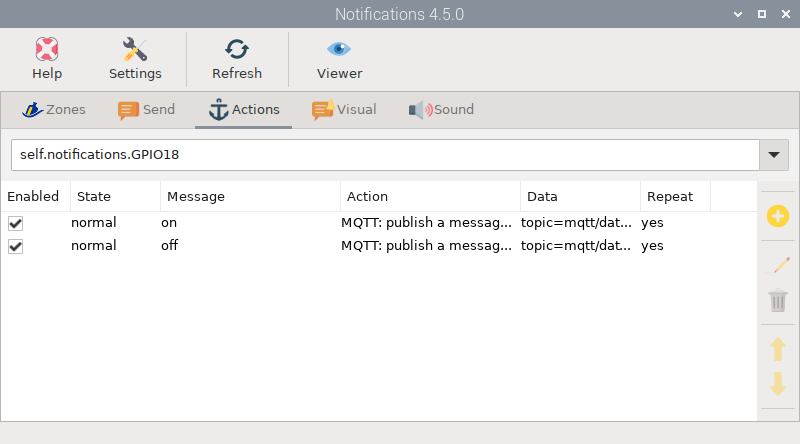 Notifications 4.5.0
Help Settings Refresh Viewer
Zones Send Actions Visual Sound
self.notifications.GPIO18
Enabled State Message Action Data Repeat
normal on MQTT: publish a messag... topic=mqtt/dat... yes
normal off MQTT: publish a messag... topic=mqtt/dat... yes